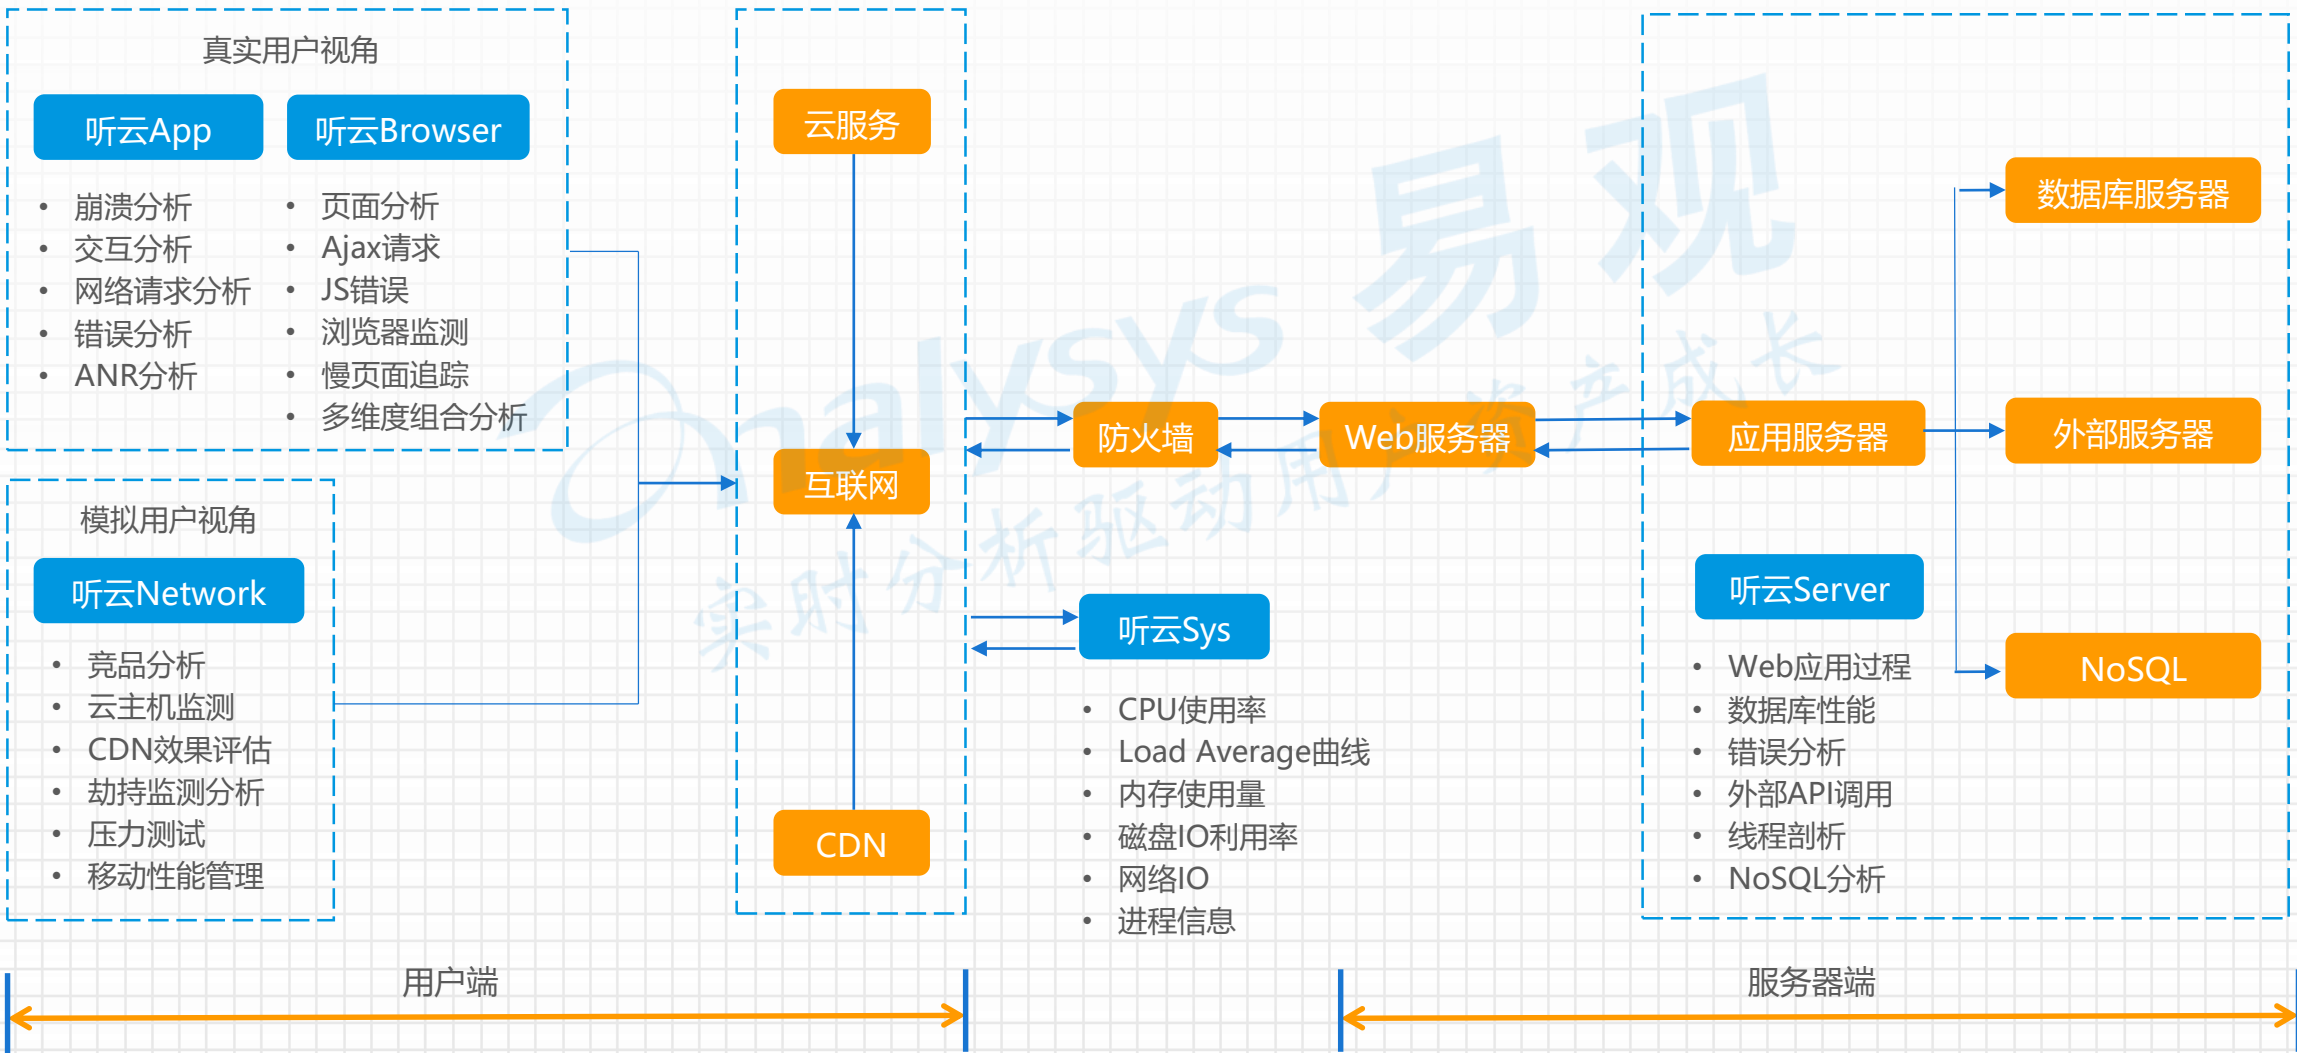 真实用户视角
听云App
听云Browser
• 崩溃分析
• 交互分析
• 网络请求分析
• 错误分析
• ANR分析
• 页面分析
• Ajax请求
• JS错误
• 浏览器监测
• 慢页面追踪
• 多维度组合分析
模拟用户视角
听云Network
• 竞品分析
• 云主机监测
• CDN效果评估
• 劫持监测分析
• 压力测试
• 移动性能管理
云服务
互联网
CDN
防火墙
Web服务器
听云Sys
• CPU使用率
• Load Average曲线
• 内存使用量
• 磁盘IO利用率
• 网络IO
• 进程信息
应用服务器
数据库服务器
外部服务器
NoSQL
听云Server
• Web应用过程
• 数据库性能
• 错误分析
• 外部API调用
• 线程剖析
• NoSQL分析
用户端
服务器端
analysys 易观
实时分析驱动用户资产成长